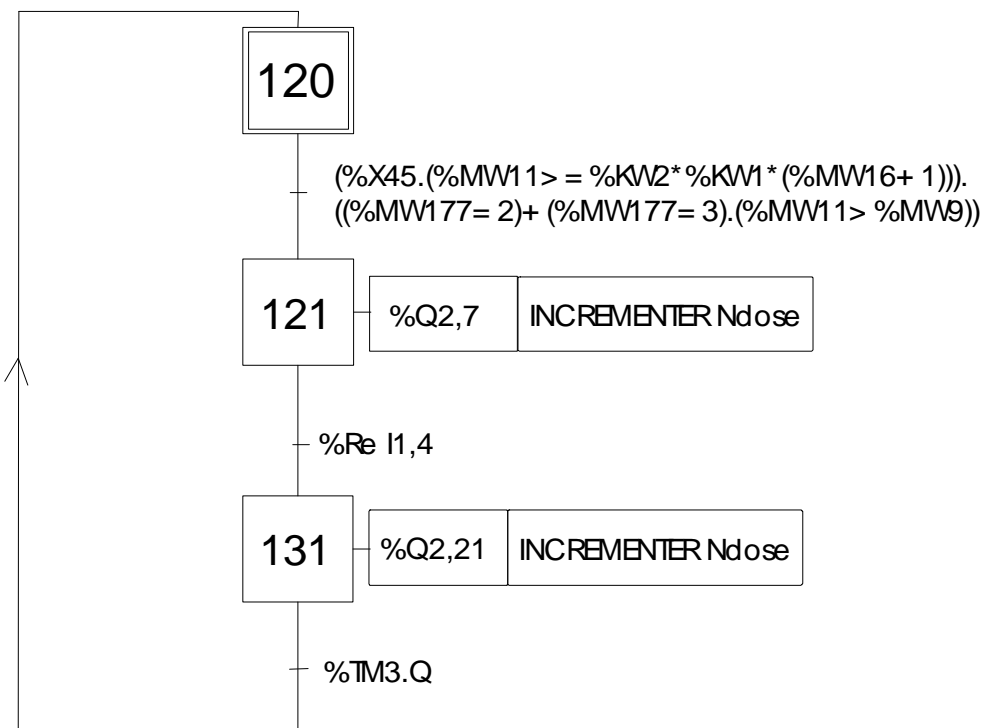 120
(%X45.(%MW11> = %KW2*%KW1*(%MW16+ 1))).
((%MW177= 2)+ (%MW177= 3).(%MW11> %MW9))
121 %Q2,7 INCREMENTER Ndose
%Re I1,4
131 %Q2,21 INCREMENTER Ndose
%TM3.Q